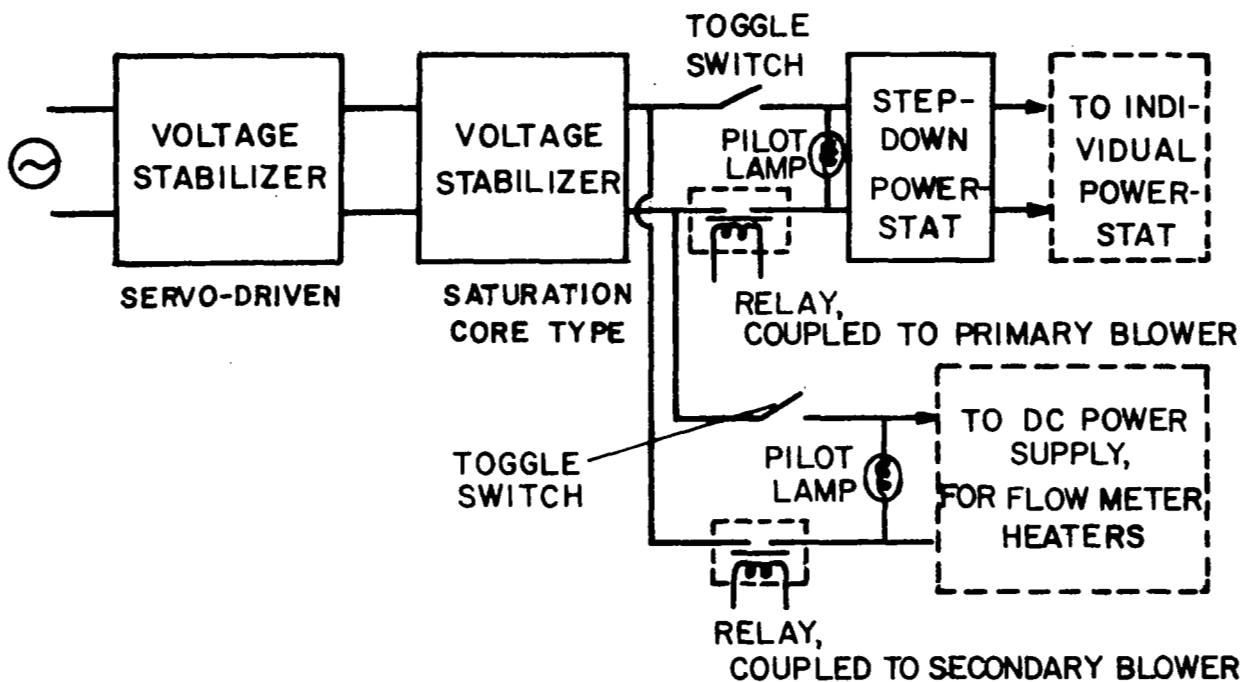 VOLTAGE
STABILIZER
SERVO-DRIVEN
VOLTAGE
STABILIZER
SATURATION
CORE TYPE
TOGGLE
SWITCH
PILOT
LAMP
STEP-
DOWN
POWER-
STAT
TO INDI-
VIDUAL
POWER-
STAT
RELAY,
COUPLED TO PRIMARY BLOWER
TOGGLE
SWITCH
PILOT
LAMP
TO DC POWER
SUPPLY,
FOR FLOW METER
HEATERS
RELAY,
COUPLED TO SECONDARY BLOWER